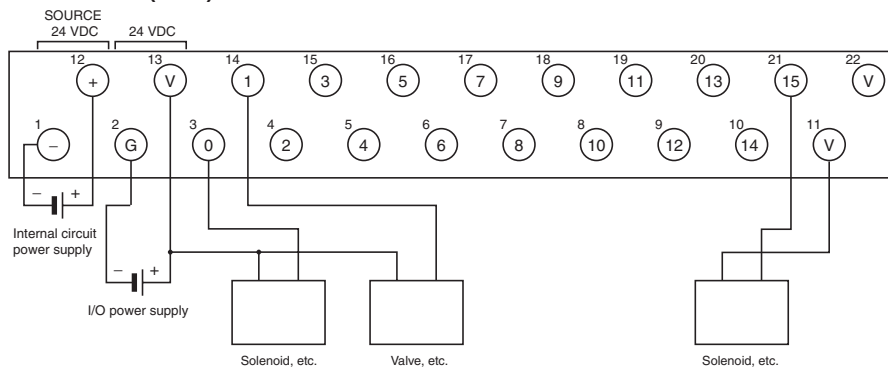 SOURCE
24 VDC 24 VDC
12 13 14 15 16 17 18 19 20 21 22
+ V 1 3 5 7 9 11 13 15 V
1 2 3 4 5 6 7 8 9 10 11
– G 0 2 4 6 8 10 12 14 V
– +
Internal circuit
power supply
– +
I/O power supply
Solenoid, etc. Valve, etc. Solenoid, etc.